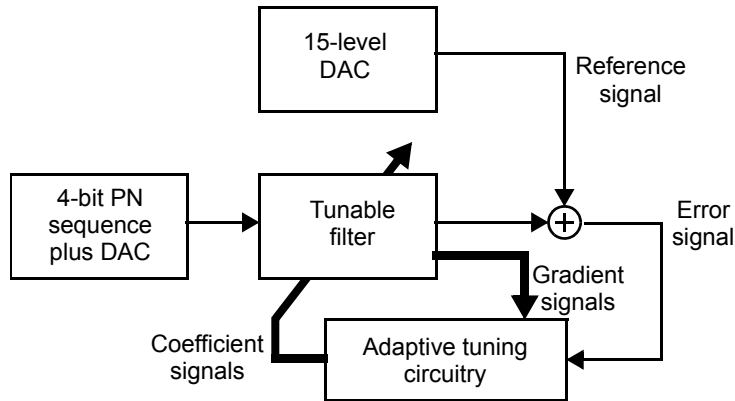 15-level
DAC
Reference
signal
4-bit PN
sequence
plus DAC
Tunable
filter
Error
signal
Gradient
signals
Coefficient
signals
Adaptive tuning
circuitry